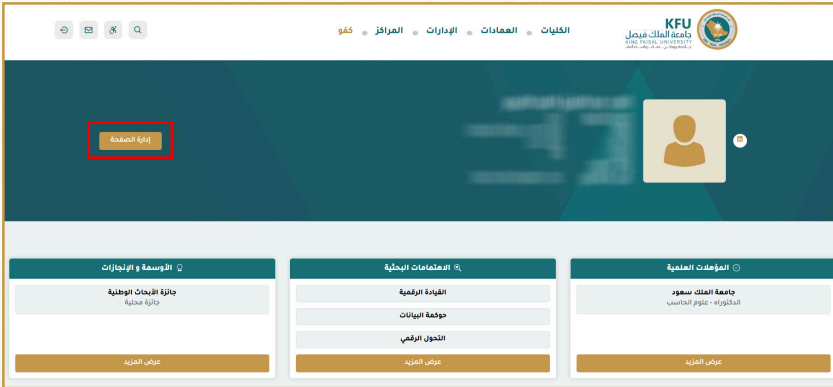 KFU
جامعة الملك فيصل
KING FAISAL UNIVERSITY
الكليات
العمادات
الإدارات
المراكز
كفو
إدارة الصفحة
المؤهلات العلمية
جامعة الملك سعود
الدكتوراه - علوم الحاسب
عرض المزيد
الاهتمامات البحثية
القيادة الرقمية
حوكمة البيانات
التحول الرقمي
عرض المزيد
الأوسمة و الإنجازات
جائزة الأبحاث الوطنية
جائزة محلية
عرض المزيد